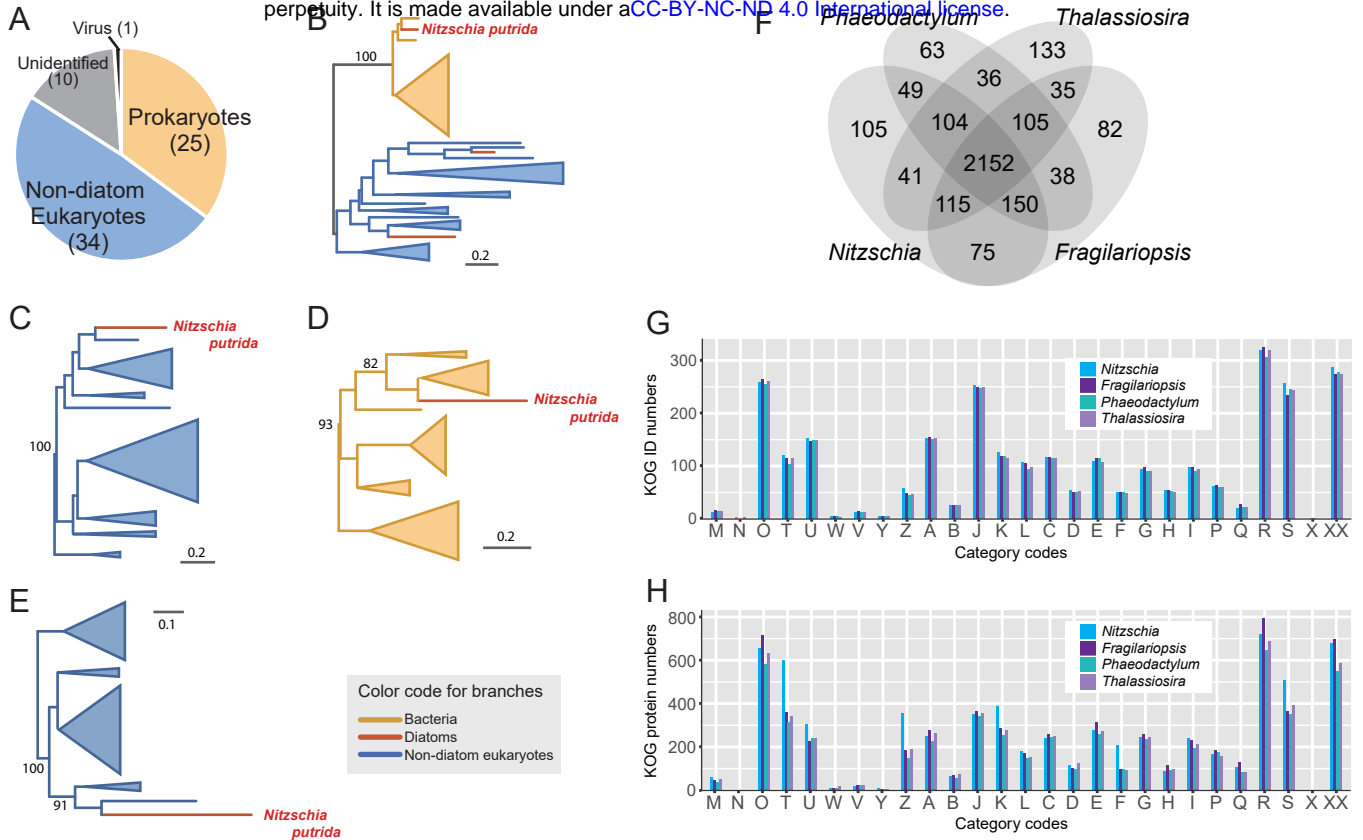 perpetuity. It is made available under aCC-BY-NC-ND 4.0 International license.
A
Virus (1)
Unidentified
(10)
Prokaryotes
(25)
Non-diatom
Eukaryotes
(34)
B
Nitzschia putrida
100
0.2
F
Phaeodactylum
Thalassiosira
63
133
49
36
35
105
104
105
82
2152
41
38
115
150
Nitzschia
75
Fragilariopsis
C
Nitzschia
putrida
100
0.2
D
82
Nitzschia
putrida
93
0.2
E
0.1
100
91
Nitzschia
putrida
Color code for branches
Bacteria
Diatoms
Non-diatom eukaryotes
G
KOG ID numbers
300
200
100
0
Nitzschia
Fragilariopsis
Phaeodactylum
Thalassiosira
M N O T U W V Y Z A B J K L C D E F G H I P Q R S X XX
Category codes
H
KOG protein numbers
800
600
400
200
0
Nitzschia
Fragilariopsis
Phaeodactylum
Thalassiosira
M N O T U W V Y Z A B J K L C D E F G H I P Q R S X XX
Category codes